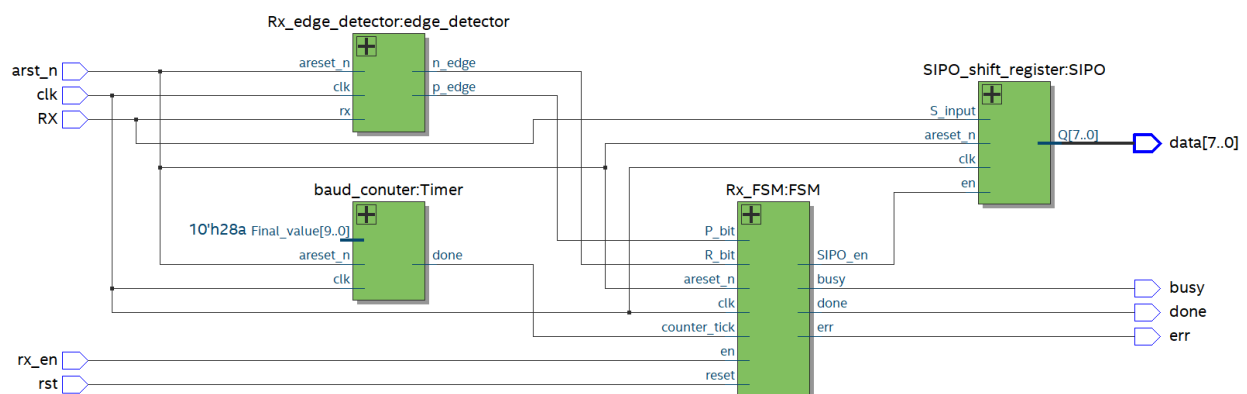 Rx_edge_detector:edge_detector
arst_n
clk
RX
areset_n
clk
rx
n_edge
p_edge
SIPO_shift_register:SIPO
S_input
areset_n
clk
en
Q[7..0]
data[7..0]
baud_conuter:Timer
10'h28a
Final_value[9..0]
areset_n
clk
done
Rx_FSM:FSM
P_bit
R_bit
areset_n
clk
counter_tick
en
reset
SIPO_en
busy
done
err
busy
done
err
rx_en
rst